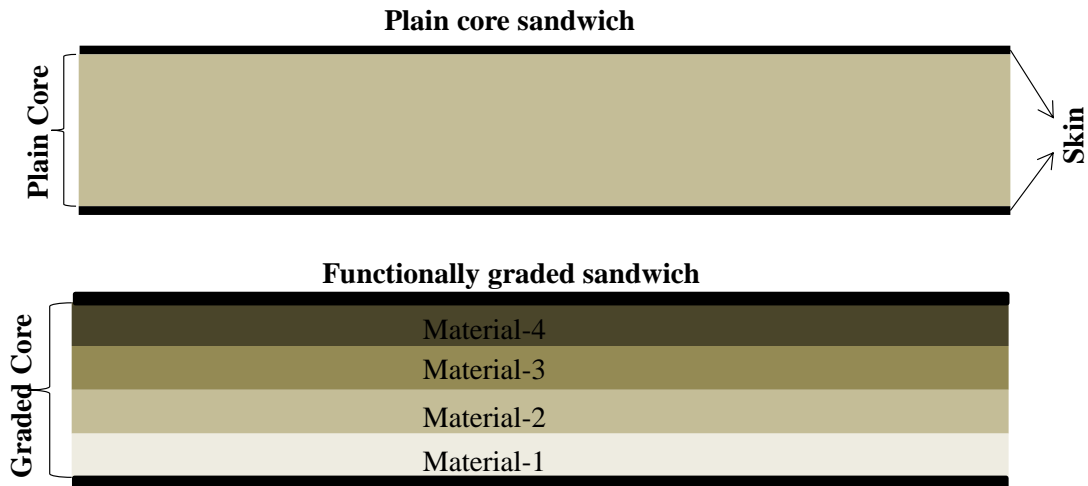 Plain core sandwich
Plain Core
Skin
Functionally graded sandwich
Graded Core
Material-4
Material-3
Material-2
Material-1